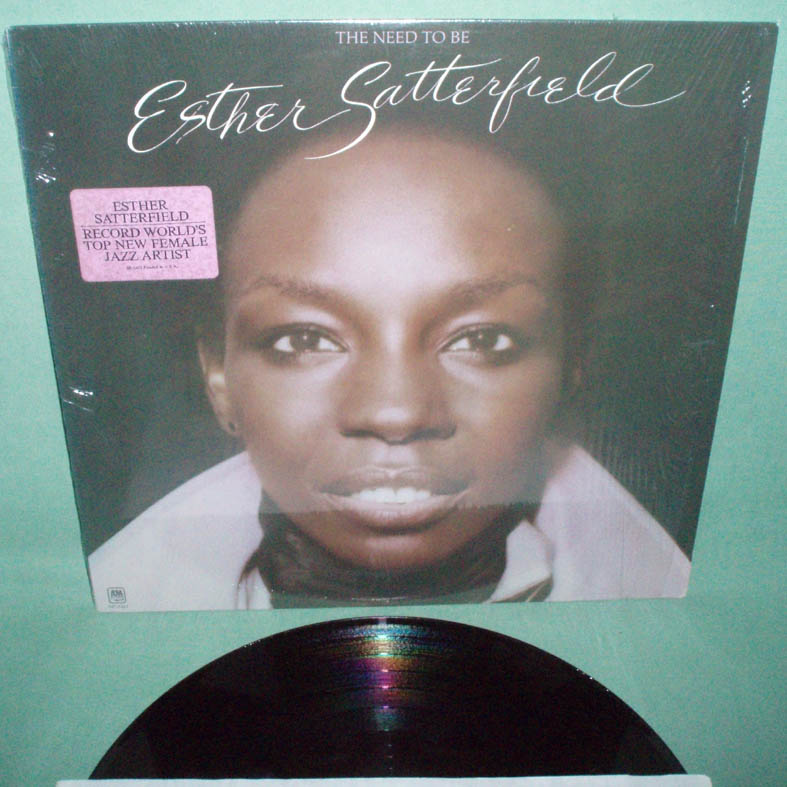 THE NEED TO BE
Esther Satterfield
ESTHER
SATTERFIELD
RECORD WORLD'S
TOP NEW FEMALE
JAZZ ARTIST
A&M